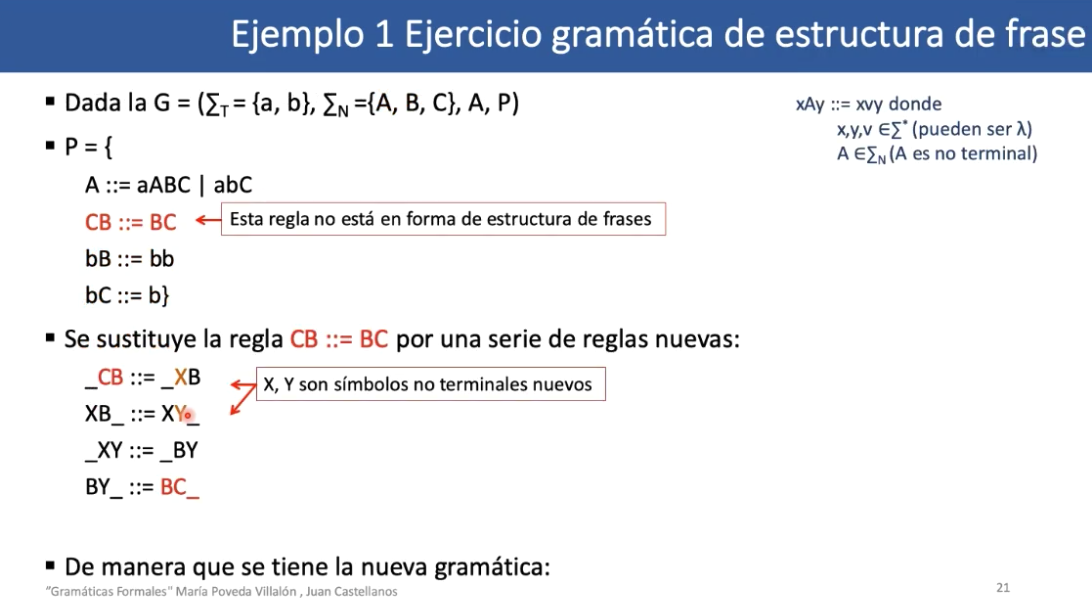 Ejemplo 1 Ejercicio gramática de estructura de frase
▪ Dada la G = (∑T = {a, b}, ∑N ={A, B, C}, A, P)
xAy ::= xvy donde
x,y,v ∈∑* (pueden ser λ)
A ∈∑N (A es no terminal)
▪ P = {
A ::= aABC | abC
CB ::= BC
Esta regla no está en forma de estructura de frases
bB ::= bb
bC ::= b}
▪ Se sustituye la regla CB ::= BC por una serie de reglas nuevas:
_CB ::= _XB
X, Y son símbolos no terminales nuevos
XB_ ::= XY_
_XY ::= _BY
BY_ ::= BC_
▪ De manera que se tiene la nueva gramática:
"Gramáticas Formales" María Poveda Villalón , Juan Castellanos
21